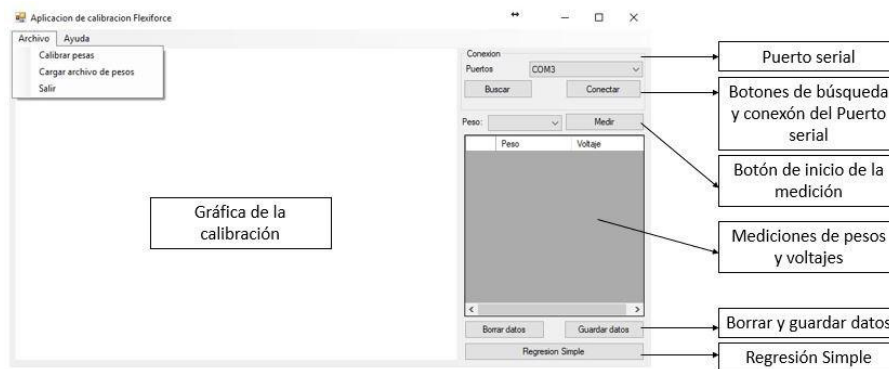 Aplicacion de calibracion Flexiforce
Archivo Ayuda
Calibrar pesas
Cargar archivo de pesos
Salir
Gráfica de la
calibración
Conexion
Puertos COM3
Buscar Conectar
Peso: Medir
Peso Voltaje
Borrar datos Guardar datos
Regresion Simple
Puerto serial
Botones de búsqueda
y conexón del Puerto
serial
Botón de inicio de la
medición
Mediciones de pesos
y voltajes
Borrar y guardar datos
Regresión Simple